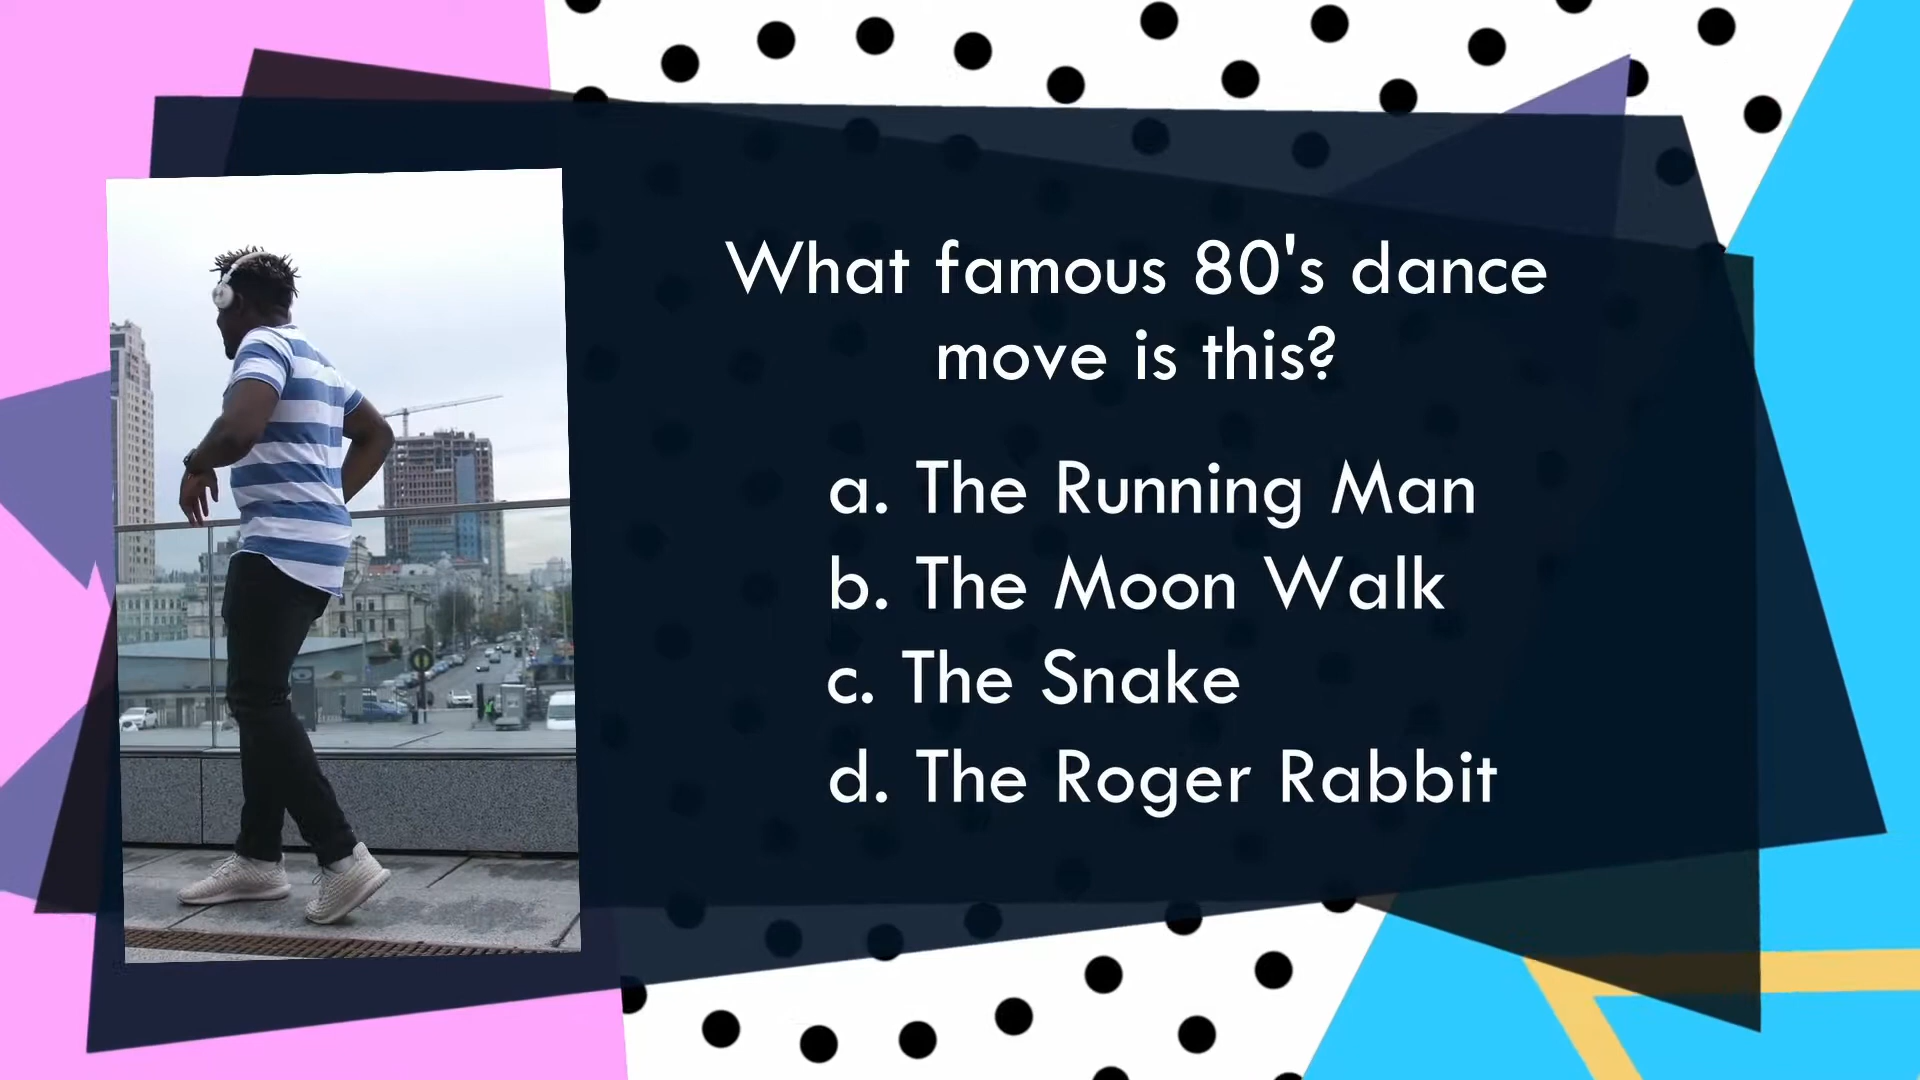 What famous 80's dance
move is this?
a. The Running Man
b. The Moon Walk
c. The Snake
d. The Roger Rabbit